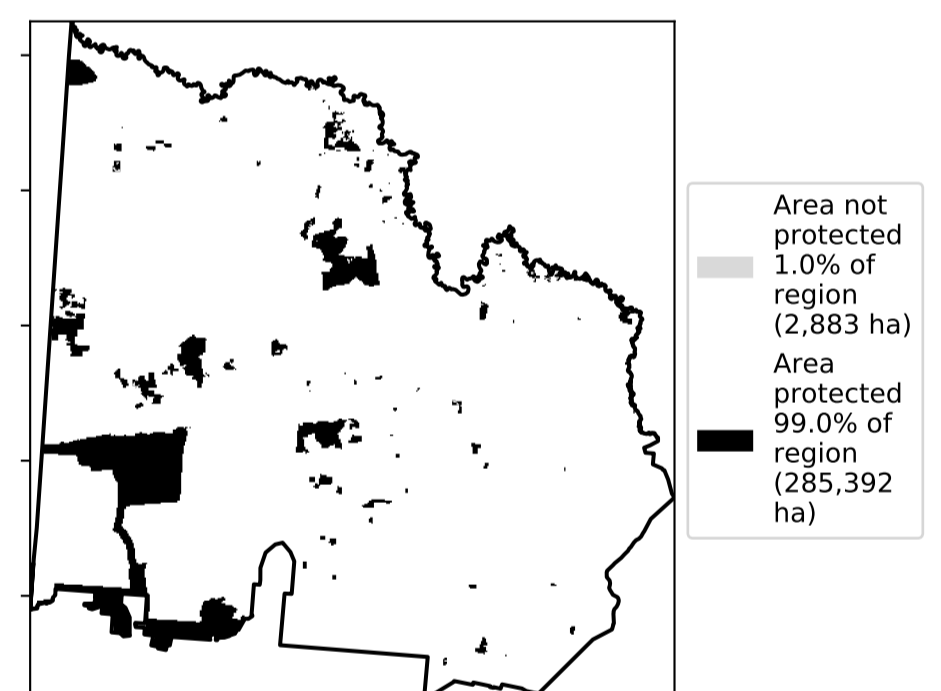 Area not
protected
1.0% of
region
(2,883 ha)
Area
protected
99.0% of
region
(285,392
ha)